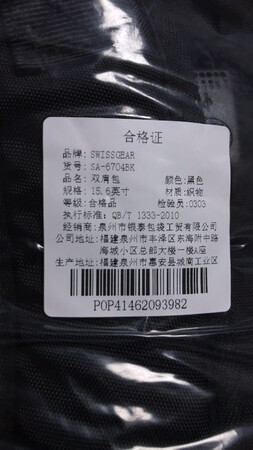 合格证
品牌: SWISSGEAR
货号: SA-6704BK
品名: 双肩包 颜色:黑色
规格: 15.6英寸 材质:织物
等级: 合格品 检验员:0303
执行标准: QB/T 1333-2010
经销商: 泉州市银泰包袋工贸有限公司
公司地址: 福建泉州市丰泽区东海附中路
海城小区总部大楼一楼A座
生产地址: 福建泉州市惠安县城南工业区
POP41462093982